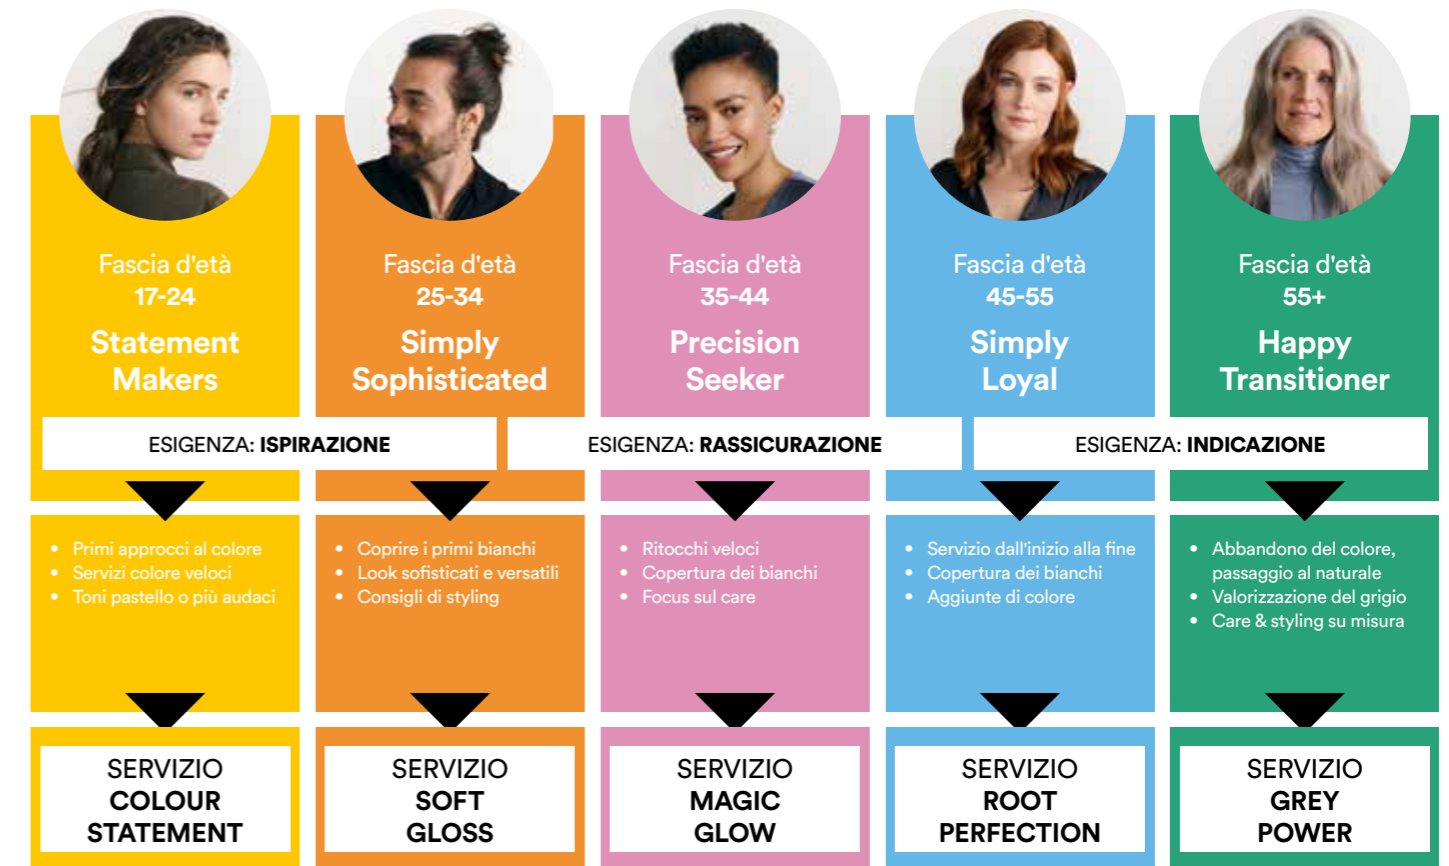 Fascia d'età
17-24
Statement
Makers
Fascia d'età
25-34
Simply
Sophisticated
Fascia d'età
35-44
Precision
Seeker
Fascia d'età
45-55
Simply
Loyal
Fascia d'età
55+
Happy
Transitioner
ESIGENZA: ISPIRAZIONE
ESIGENZA: RASSICURAZIONE
ESIGENZA: INDICAZIONE
• Primi approcci al colore
• Servizi colore veloci
• Toni pastello o più audaci
• Coprire i primi bianchi
• Look sofisticati e versatili
• Consigli di styling
• Ritocchi veloci
• Copertura dei bianchi
• Focus sul care
• Servizio dall'inizio alla fine
• Copertura dei bianchi
• Aggiunte di colore
• Abbandono del colore,
passaggio al naturale
• Valorizzazione del grigio
• Care & styling su misura
SERVIZIO
COLOUR
STATEMENT
SERVIZIO
SOFT
GLOSS
SERVIZIO
MAGIC
GLOW
SERVIZIO
ROOT
PERFECTION
SERVIZIO
GREY
POWER